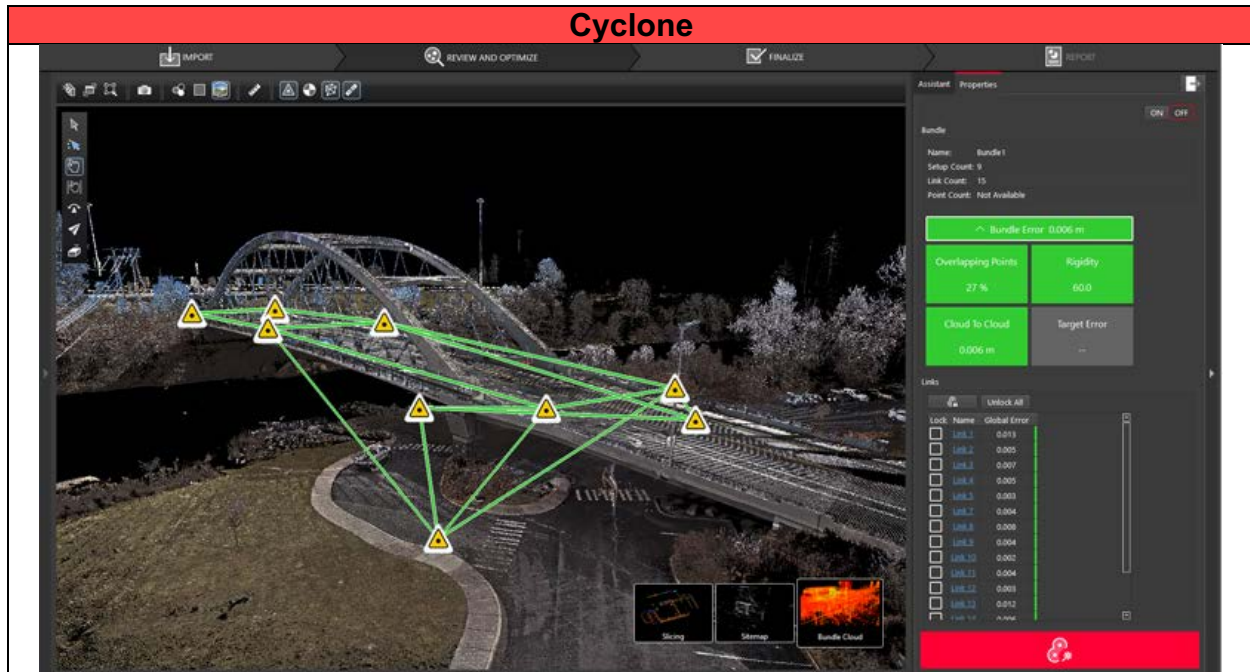 Cyclone
IMPORT
REVIEW AND OPTIMIZE
FINALIZE
REPORT
Assistant Properties
ON OFF
Bundle
Name: Bundle1
Setup Count: 9
Link Count: 15
Point Count: Not Available
Bundle Error 0.006 m
Overlapping Points Rigidity
27 % 60.0
Cloud To Cloud Target Error
0.006 m --
Links
Unlock All
Lock Name Global Error
Link 1 0.013
Link 2 0.005
Link 3 0.007
Link 4 0.005
Link 5 0.003
Link 7 0.004
Link 8 0.008
Link 9 0.004
Link 10 0.002
Link 11 0.004
Link 12 0.003
Link 13 0.012
Slicing Sitemap Bundle Cloud